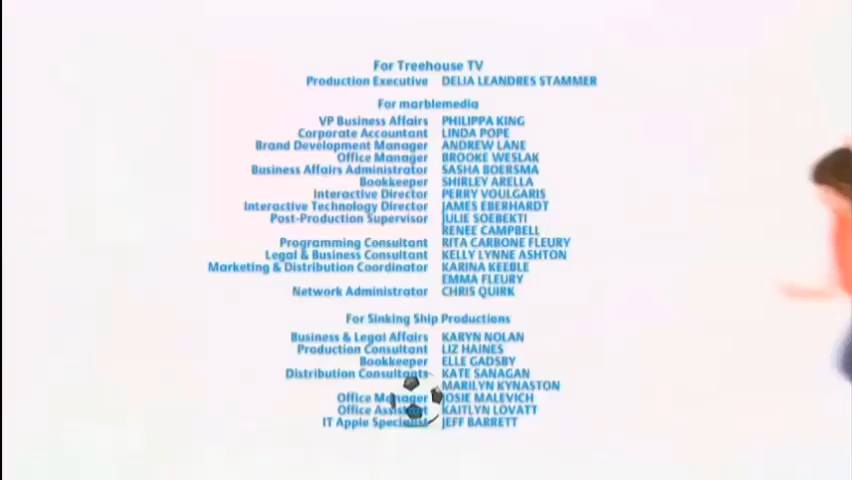 For Treehouse TV
Production Executive DELIA LEANDRES STAMMER
For marblemedia
VP Business Affairs PHILIPPA KING
Corporate Accountant LINDA POPE
Brand Development Manager ANDREW LANE
Office Manager BROOKE WESLAK
Business Affairs Administrator SASHA BOERSMA
Bookkeeper SHIRLEY ARELLA
Interactive Director PERRY VOULGARIS
Interactive Technology Director JAMES EBERHARDT
Post-Production Supervisor JULIE SOEBEKTI
RENEE CAMPBELL
Programming Consultant RITA CARBONE FLEURY
Legal & Business Consultant KELLY LYNNE ASHTON
Marketing & Distribution Coordinator KARINA KEEBLE
EMMA FLEURY
Network Administrator CHRIS QUIRK
For Sinking Ship Productions
Business & Legal Affairs KARYN NOLAN
Production Consultant LIZ HAINES
Bookkeeper ELLE GADSBY
Distribution Consultants KATE SANAGAN
MARILYN KYNASTON
Office Manager JOSIE MALEVICH
Office Assistant KAITLYN LOVATT
IT Apple Specialist JEFF BARRETT